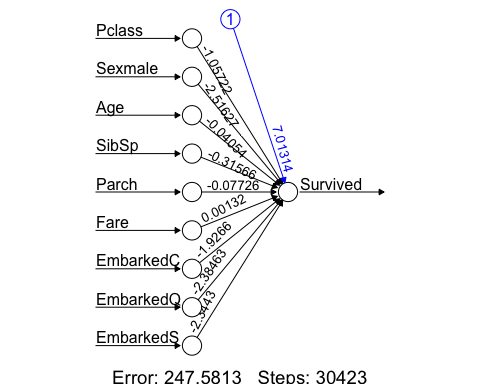 1
Pclass
-1.05722
Sexmale
-2.51627
Age
-0.04054
7.01314
SibSp
-0.31566
Parch
-0.07726
Survived
Fare
0.00132
EmbarkedC
-1.9266
EmbarkedQ
-2.38463
EmbarkedS
-2.3443
Error: 247.5813 Steps: 30423